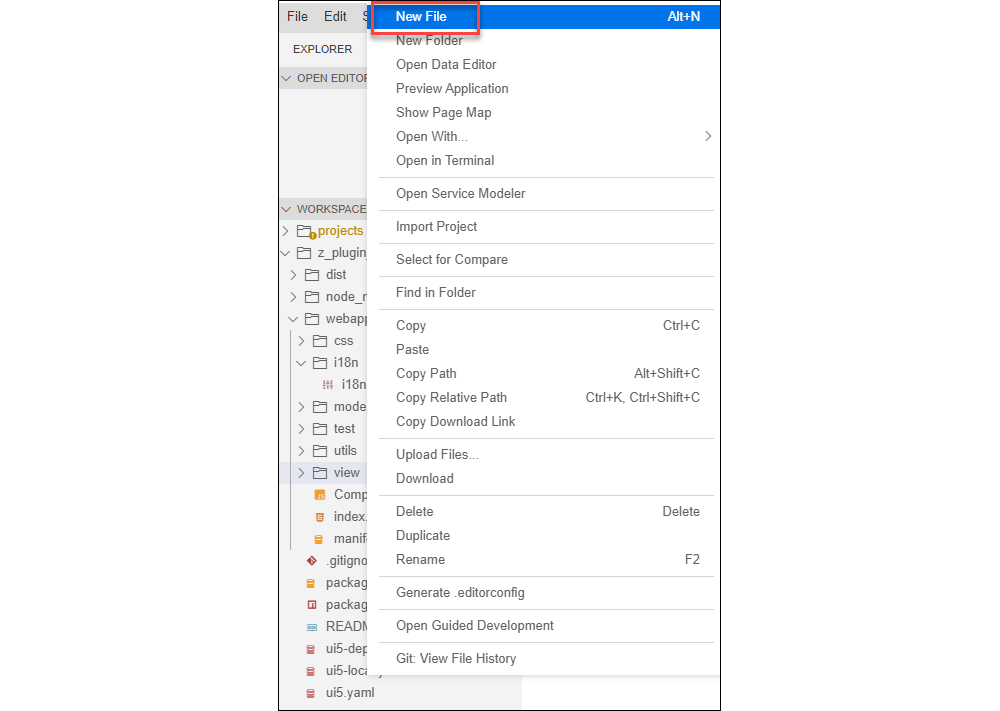 File Edit S New File Alt+N
EXPLORER New Folder
Open Data Editor
OPEN EDITOR
Preview Application
Show Page Map
Open With...
Open in Terminal
Open Service Modeler
WORKSPACE
Import Project
projects
z_plugin_
Select for Compare
dist
Find in Folder
node_m
webapp
Copy Ctrl+C
css
Paste
i18n
Copy Path Alt+Shift+C
i18n
Copy Relative Path Ctrl+K, Ctrl+Shift+C
mode
Copy Download Link
test
utils
Upload Files...
view
Download
Comp
Delete Delete
index.
Duplicate
manif
Rename F2
.gitigno
packag
Generate .editorconfig
packag
README
Open Guided Development
ui5-dep
Git: View File History
ui5-local.y
ui5.yaml